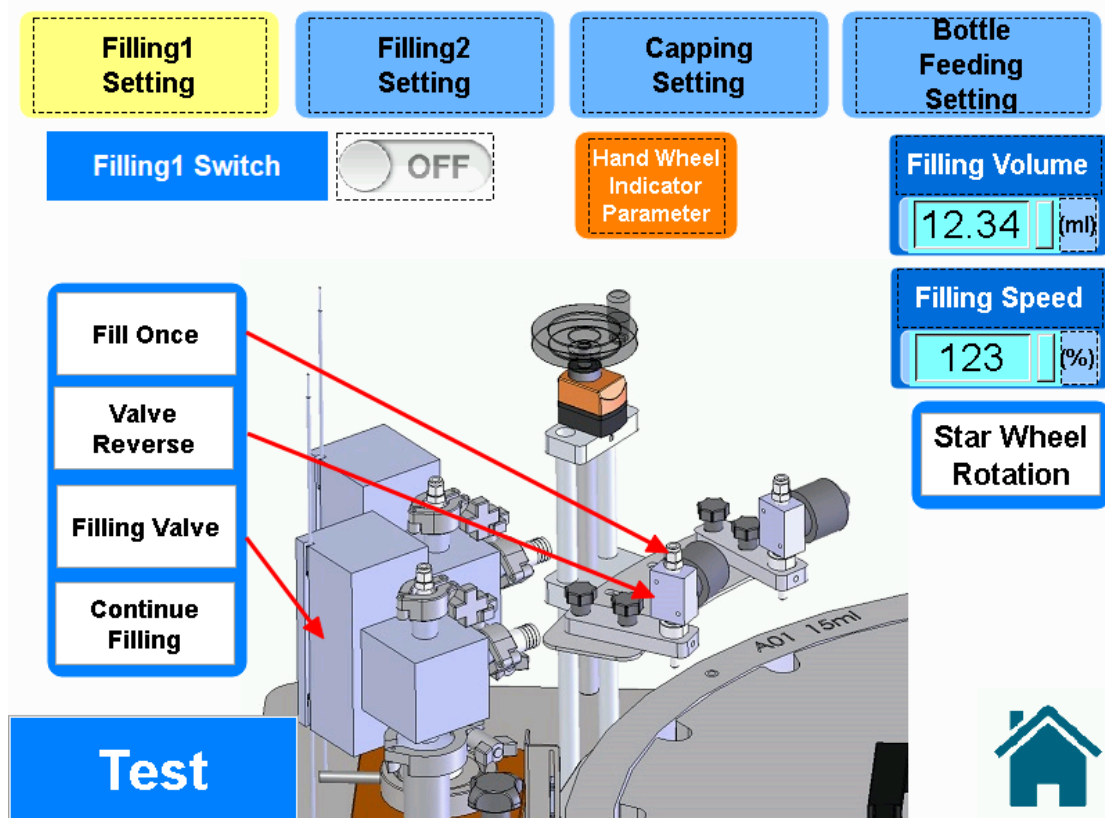 Filling1
Setting
Filling2
Setting
Capping
Setting
Bottle
Feeding
Setting
Filling1 Switch
OFF
Hand Wheel
Indicator
Parameter
Filling Volume
12.34
(ml)
Filling Speed
123
(%)
Star Wheel
Rotation
Fill Once
Valve
Reverse
Filling Valve
Continue
Filling
A01 15ml
Test